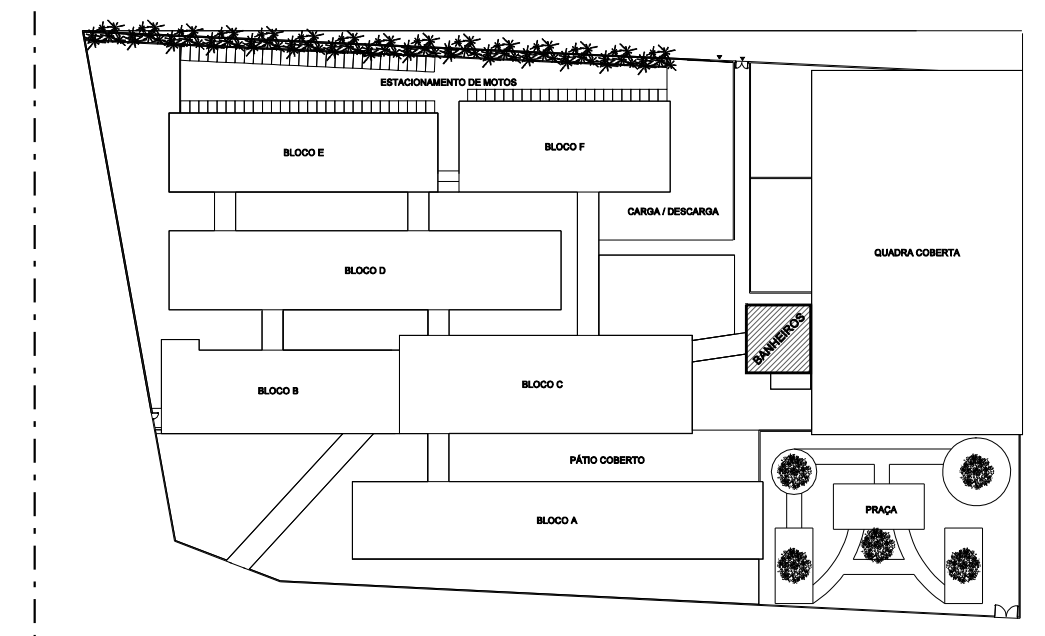 ESTACIONAMENTO DE MOTOS
BLOCO E
BLOCO F
CARGA / DESCARGA
QUADRA COBERTA
BLOCO D
BANHEIROS
BLOCO B
BLOCO C
PÁTIO COBERTO
BLOCO A
PRAÇA